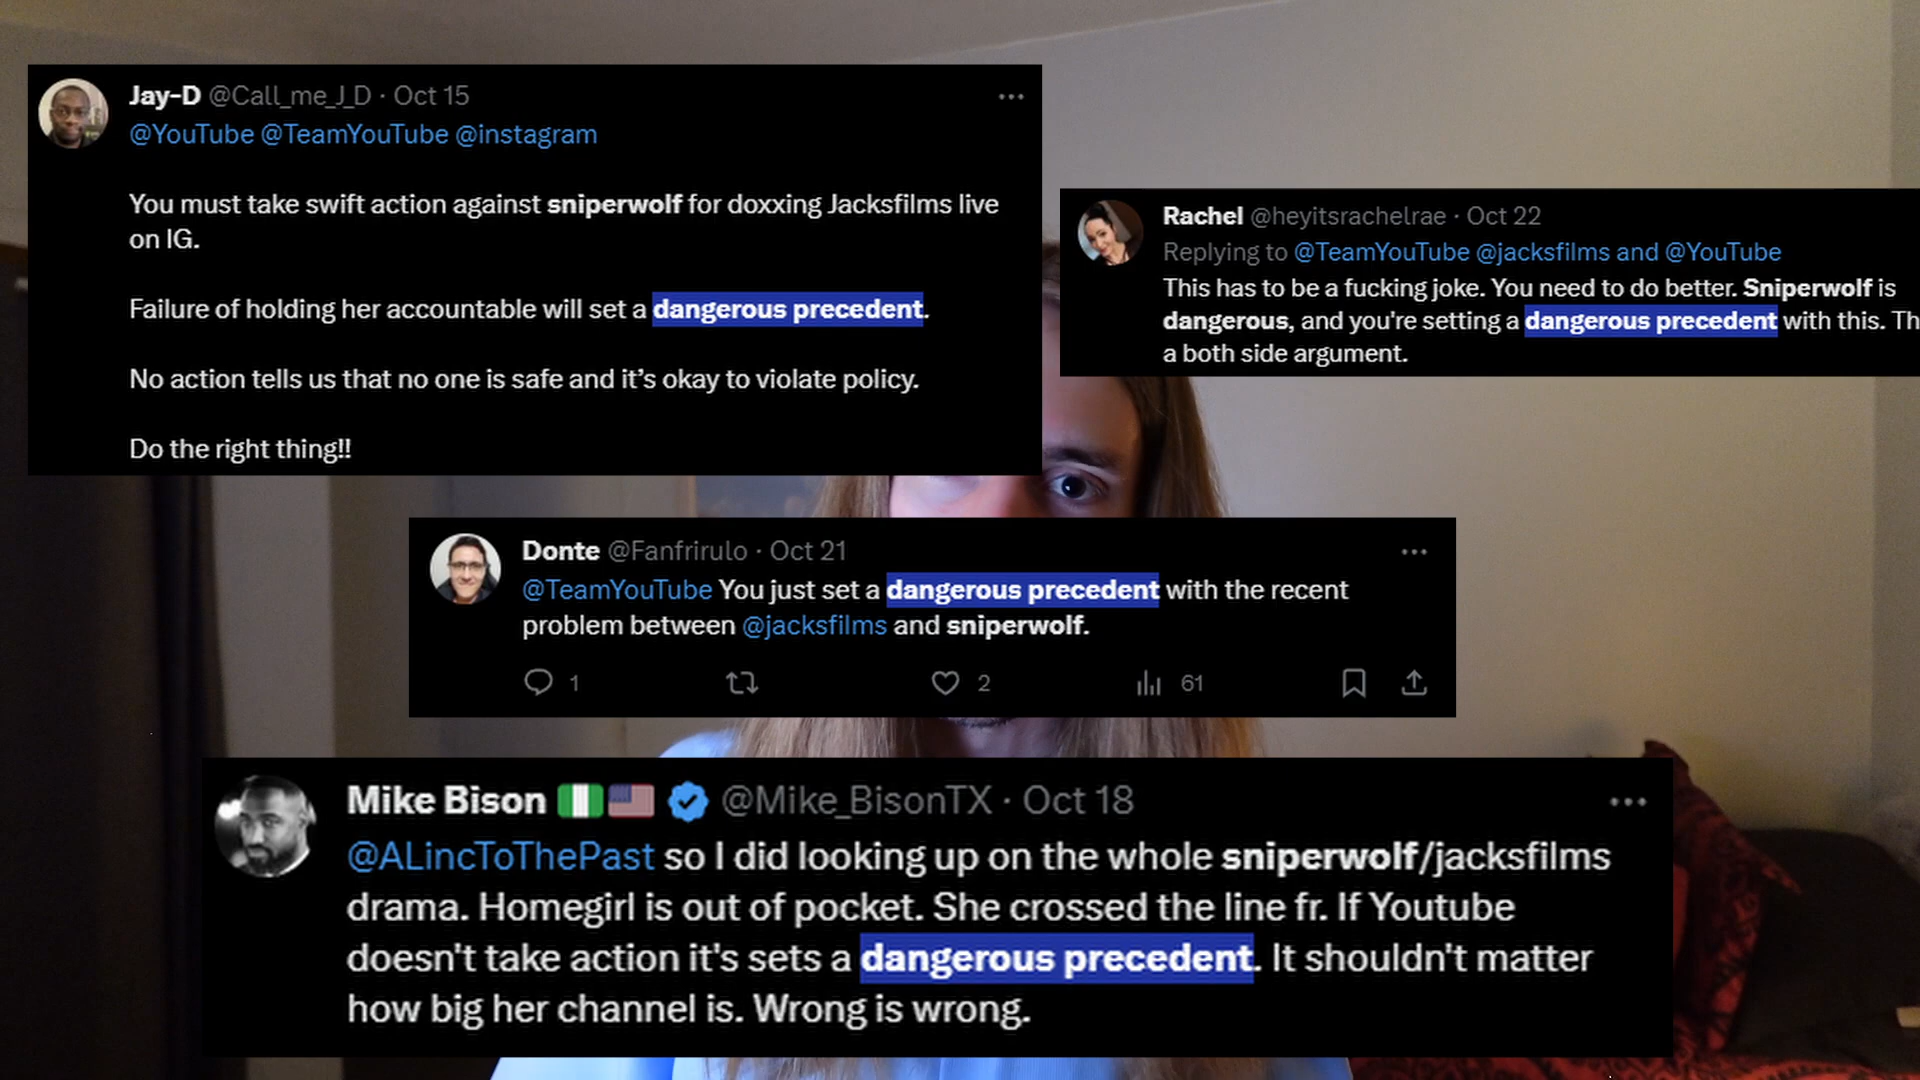 Jay-D @Call_me_J_D · Oct 15
@YouTube @TeamYouTube @instagram
You must take swift action against sniperwolf for doxxing Jacksfilms live
on IG.
Failure of holding her accountable will set a dangerous precedent.
No action tells us that no one is safe and it’s okay to violate policy.
Do the right thing!!
Rachel @heyitsrachelrae · Oct 22
Replying to @TeamYouTube @jacksfilms and @YouTube
This has to be a fucking joke. You need to do better. Sniperwolf is
dangerous, and you're setting a dangerous precedent with this. Th
a both side argument.
Donte @Fanfrirulo · Oct 21
@TeamYouTube You just set a dangerous precedent with the recent
problem between @jacksfilms and sniperwolf.
1 2 61
Mike Bison @Mike_BisonTX · Oct 18
@ALincToThePast so I did looking up on the whole sniperwolf/jacksfilms
drama. Homegirl is out of pocket. She crossed the line fr. If Youtube
doesn't take action it's sets a dangerous precedent. It shouldn't matter
how big her channel is. Wrong is wrong.